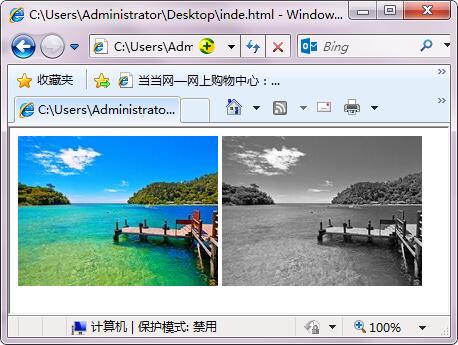 C:\Users\Administrator\Desktop\inde.html - Window...
C:\Users\Adm
Bing
收藏夹
当当网—网上购物中心：...
C:\Users\Administrato...
计算机 | 保护模式: 禁用
100%